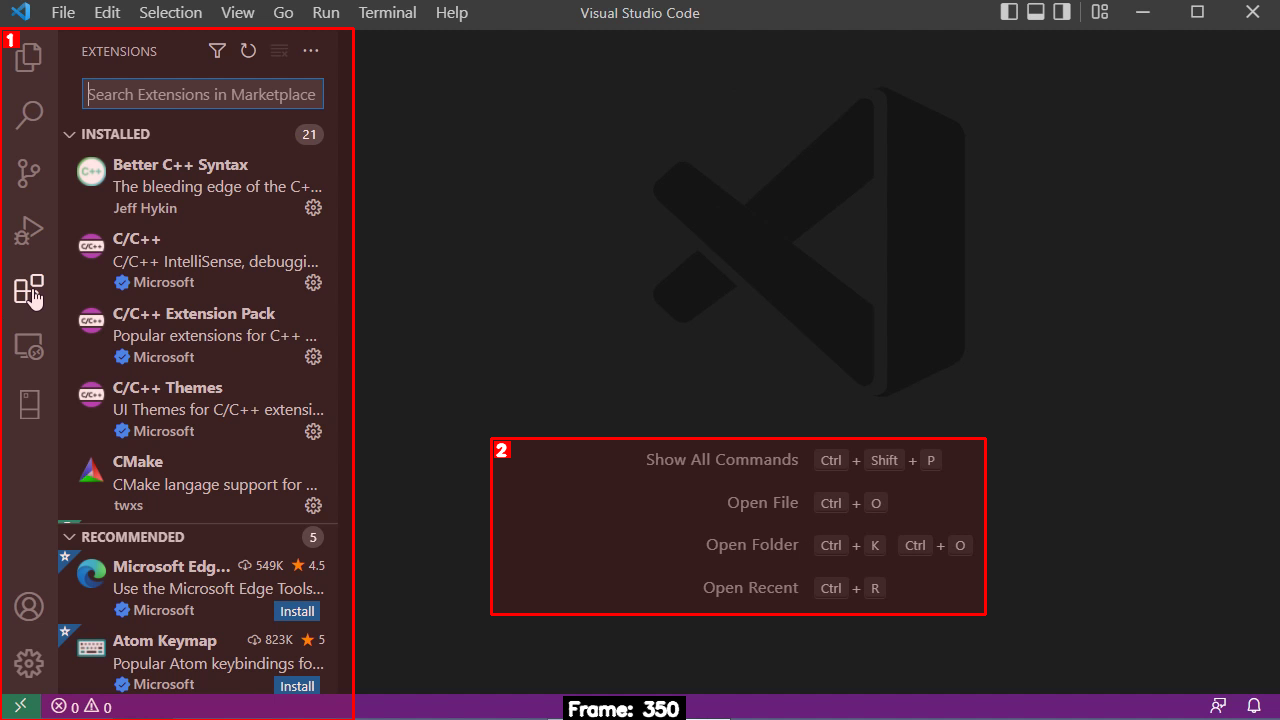 File Edit Selection View Go Run Terminal Help Visual Studio Code
1
EXTENSIONS
Search Extensions in Marketplace
INSTALLED 21
Better C++ Syntax
The bleeding edge of the C+...
Jeff Hykin
C/C++
C/C++ IntelliSense, debuggi...
Microsoft
C/C++ Extension Pack
Popular extensions for C++ ...
Microsoft
C/C++ Themes
UI Themes for C/C++ extensi...
Microsoft
CMake
CMake langage support for ...
twxs
RECOMMENDED 5
Microsoft Edg... 549K 4.5
Use the Microsoft Edge Tools...
Microsoft Install
Atom Keymap 823K 5
Popular Atom keybindings fo...
Microsoft Install
2
Show All Commands Ctrl + Shift + P
Open File Ctrl + O
Open Folder Ctrl + K Ctrl + O
Open Recent Ctrl + R
0 0
Frame: 350